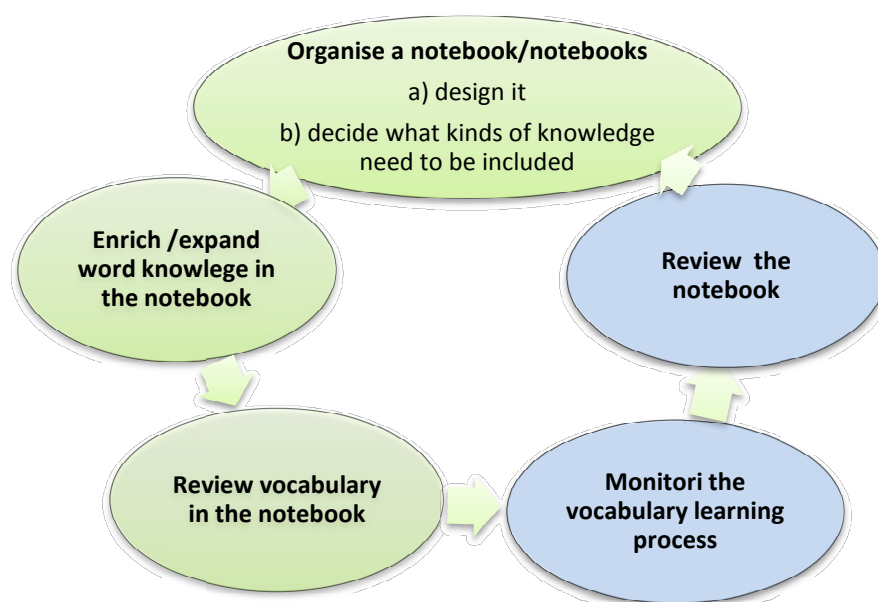 Organise a notebook/notebooks
a) design it
b) decide what kinds of knowledge
need to be included
Enrich /expand
word knowlege in
the notebook
Review vocabulary
in the notebook
Monitori the
vocabulary learning
process
Review the
notebook